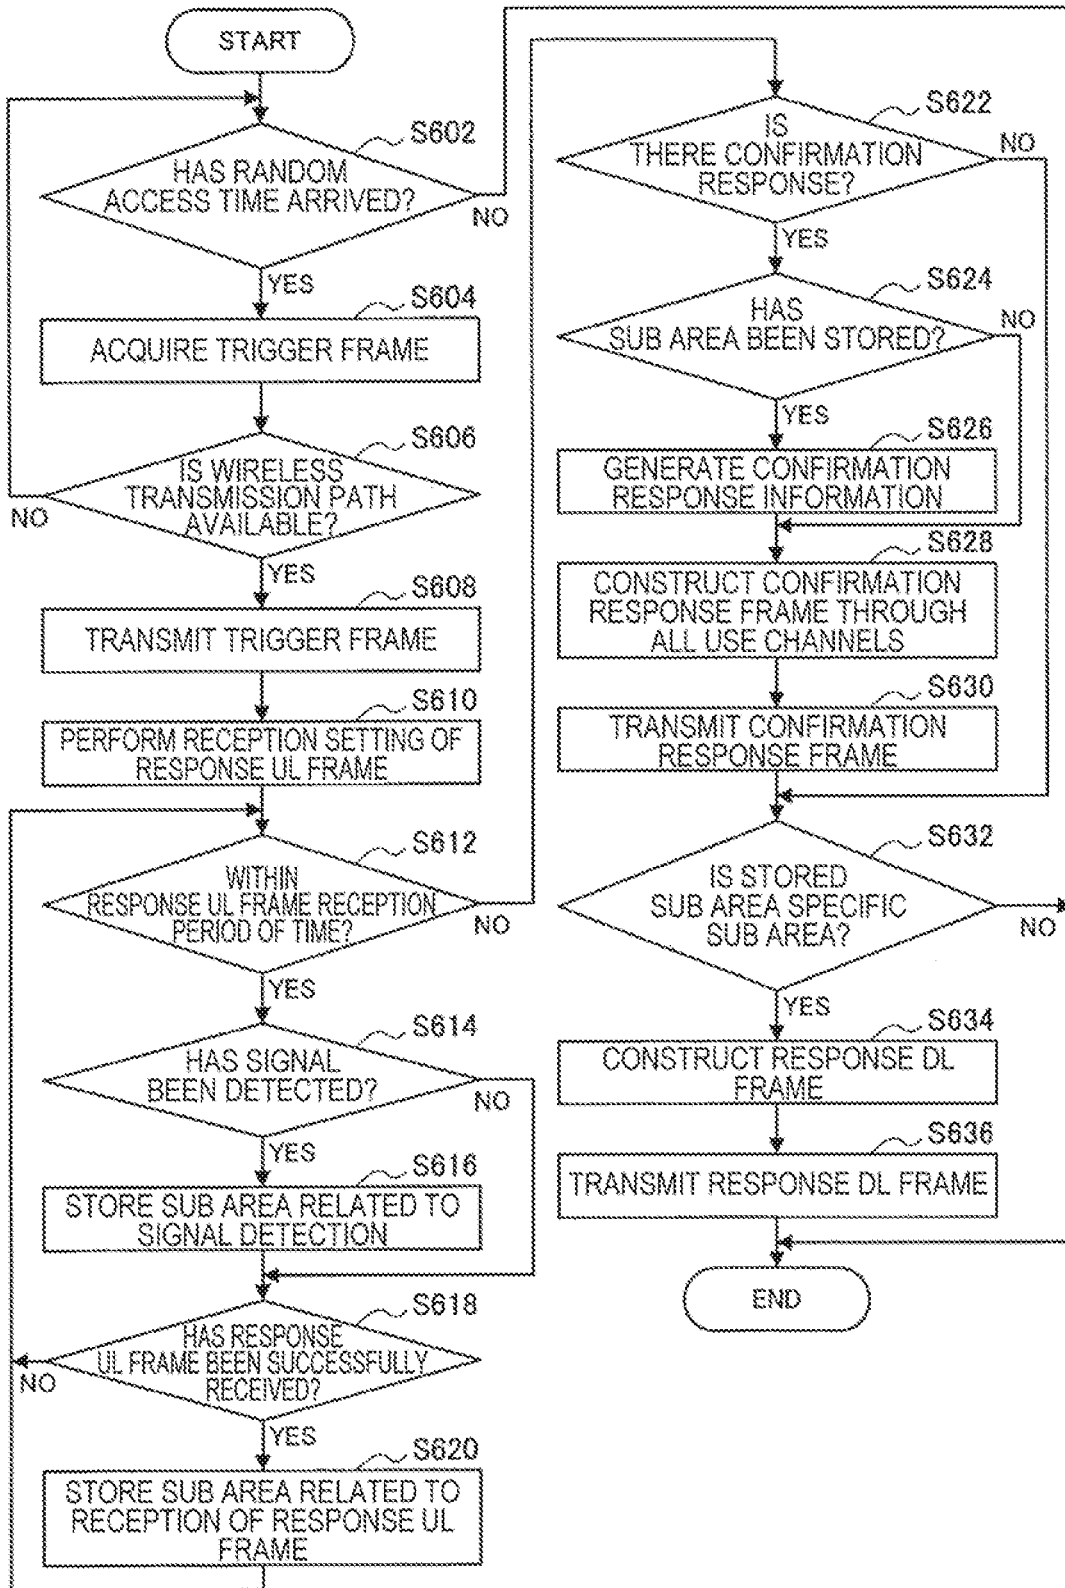 START
S602
HAS RANDOM
ACCESS TIME ARRIVED?
NO
YES
S604
ACQUIRE TRIGGER FRAME
S606
IS WIRELESS
TRANSMISSION PATH
AVAILABLE?
NO
YES
S608
TRANSMIT TRIGGER FRAME
S610
PERFORM RECEPTION SETTING OF
RESPONSE UL FRAME
S612
WITHIN
RESPONSE UL FRAME RECEPTION
PERIOD OF TIME?
NO
YES
S614
HAS SIGNAL
BEEN DETECTED?
NO
YES
S616
STORE SUB AREA RELATED TO
SIGNAL DETECTION
S618
HAS RESPONSE
UL FRAME BEEN SUCCESSFULLY
RECEIVED?
NO
YES
S620
STORE SUB AREA RELATED TO
RECEPTION OF RESPONSE UL
FRAME
S622
IS
THERE CONFIRMATION
RESPONSE?
NO
YES
S624
HAS
SUB AREA BEEN STORED?
NO
YES
S626
GENERATE CONFIRMATION
RESPONSE INFORMATION
S628
CONSTRUCT CONFIRMATION
RESPONSE FRAME THROUGH
ALL USE CHANNELS
S630
TRANSMIT CONFIRMATION
RESPONSE FRAME
S632
IS STORED
SUB AREA SPECIFIC
SUB AREA?
NO
YES
S634
CONSTRUCT RESPONSE DL
FRAME
S636
TRANSMIT RESPONSE DL FRAME
END